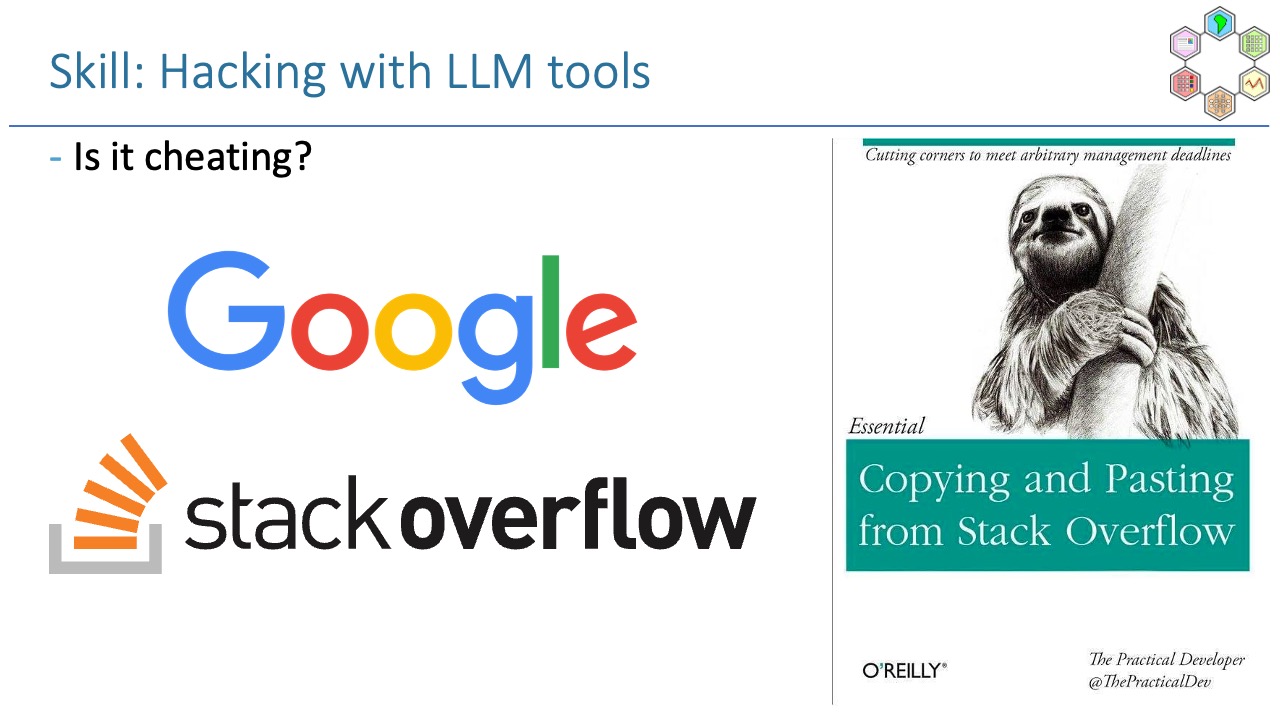 Skill: Hacking with LLM tools
- Is it cheating?
Google
stackoverflow
Cutting corners to meet arbitrary management deadlines
Essential
Copying and Pasting
from Stack Overflow
O'REILLY®
The Practical Developer
@ThePracticalDev